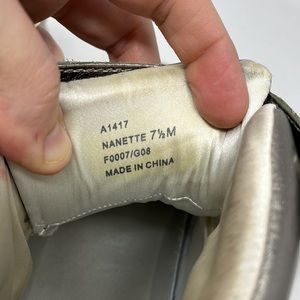 A1417
NANETTE 7½M
F0007/G08
MADE IN CHINA